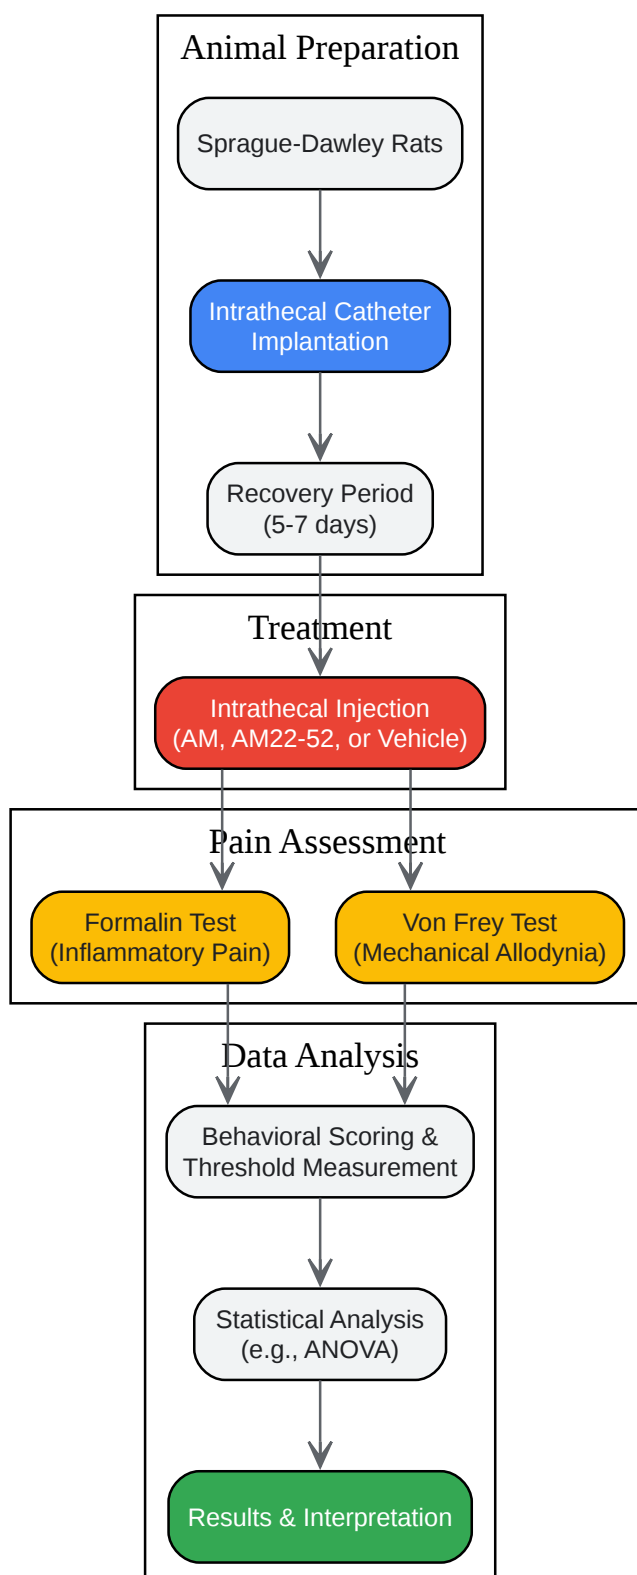 Animal Preparation
Sprague-Dawley Rats
Intrathecal Catheter
Implantation
Recovery Period
(5-7 days)
Treatment
Intrathecal Injection
(AM, AM22-52, or Vehicle)
Pain Assessment
Formalin Test
(Inflammatory Pain)
Von Frey Test
(Mechanical Allodynia)
Data Analysis
Behavioral Scoring &
Threshold Measurement
Statistical Analysis
(e.g., ANOVA)
Results & Interpretation